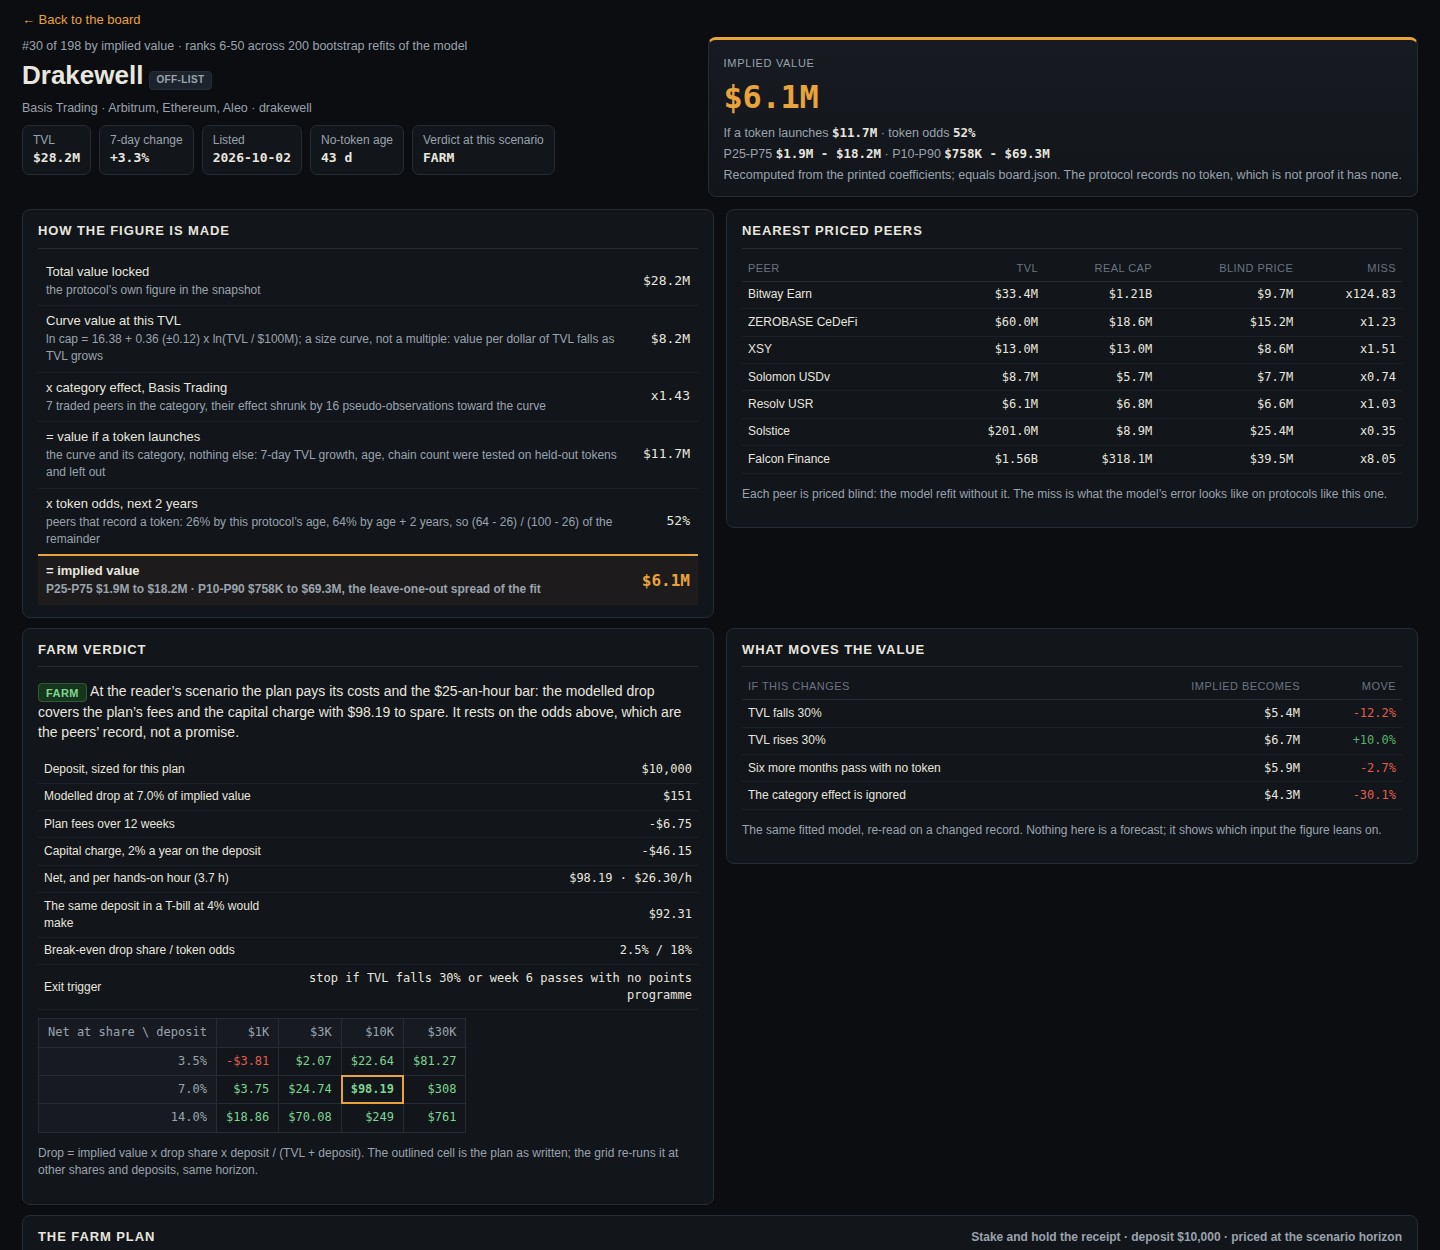 ← Back to the board
#30 of 198 by implied value · ranks 6-50 across 200 bootstrap refits of the model
Drakewell OFF-LIST
Basis Trading · Arbitrum, Ethereum, Aleo · drakewell
TVL
$28.2M
7-day change
+3.3%
Listed
2026-10-02
No-token age
43 d
Verdict at this scenario
FARM
IMPLIED VALUE
$6.1M
If a token launches $11.7M · token odds 52%
P25-P75 $1.9M - $18.2M · P10-P90 $758K - $69.3M
Recomputed from the printed coefficients; equals board.json. The protocol records no token, which is not proof it has none.
HOW THE FIGURE IS MADE
Total value locked
the protocol's own figure in the snapshot
$28.2M
Curve value at this TVL
ln cap = 16.38 + 0.36 (±0.12) x ln(TVL / $100M); a size curve, not a multiple: value per dollar of TVL falls as
TVL grows
$8.2M
x category effect, Basis Trading
7 traded peers in the category, their effect shrunk by 16 pseudo-observations toward the curve
x1.43
= value if a token launches
the curve and its category, nothing else: 7-day TVL growth, age, chain count were tested on held-out tokens
and left out
$11.7M
x token odds, next 2 years
peers that record a token: 26% by this protocol's age, 64% by age + 2 years, so (64 - 26) / (100 - 26) of the
remainder
52%
= implied value
P25-P75 $1.9M to $18.2M · P10-P90 $758K to $69.3M, the leave-one-out spread of the fit
$6.1M
NEAREST PRICED PEERS
PEER TVL REAL CAP BLIND PRICE MISS
Bitway Earn $33.4M $1.21B $9.7M x124.83
ZEROBASE CeDeFi $60.0M $18.6M $15.2M x1.23
XSY $13.0M $13.0M $8.6M x1.51
Solomon USDv $8.7M $5.7M $7.7M x0.74
Resolv USR $6.1M $6.8M $6.6M x1.03
Solstice $201.0M $8.9M $25.4M x0.35
Falcon Finance $1.56B $318.1M $39.5M x8.05
Each peer is priced blind: the model refit without it. The miss is what the model's error looks like on protocols like this one.
FARM VERDICT
FARM At the reader's scenario the plan pays its costs and the $25-an-hour bar: the modelled drop
covers the plan's fees and the capital charge with $98.19 to spare. It rests on the odds above, which are
the peers' record, not a promise.
Deposit, sized for this plan $10,000
Modelled drop at 7.0% of implied value $151
Plan fees over 12 weeks -$6.75
Capital charge, 2% a year on the deposit -$46.15
Net, and per hands-on hour (3.7 h) $98.19 · $26.30/h
The same deposit in a T-bill at 4% would
make
$92.31
Break-even drop share / token odds 2.5% / 18%
Exit trigger
stop if TVL falls 30% or week 6 passes with no points
programme
Net at share \ deposit $1K $3K $10K $30K
3.5% -$3.81 $2.07 $22.64 $81.27
7.0% $3.75 $24.74 $98.19 $308
14.0% $18.86 $70.08 $249 $761
Drop = implied value x drop share x deposit / (TVL + deposit). The outlined cell is the plan as written; the grid re-runs it at
other shares and deposits, same horizon.
WHAT MOVES THE VALUE
IF THIS CHANGES IMPLIED BECOMES MOVE
TVL falls 30% $5.4M -12.2%
TVL rises 30% $6.7M +10.0%
Six more months pass with no token $5.9M -2.7%
The category effect is ignored $4.3M -30.1%
The same fitted model, re-read on a changed record. Nothing here is a forecast; it shows which input the figure leans on.
THE FARM PLAN
Stake and hold the receipt · deposit $10,000 · priced at the scenario horizon